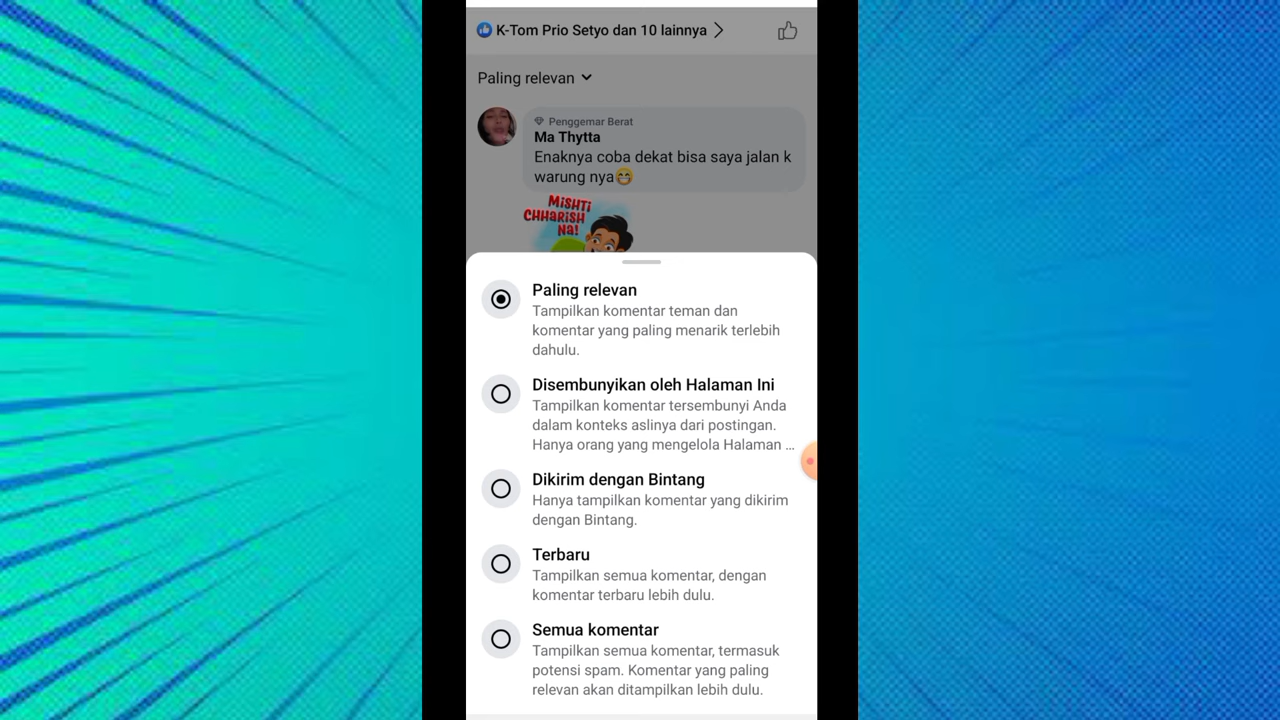 K-Tom Prio Setyo dan 10 lainnya
Paling relevan
Penggemar Berat
Ma Thytta
Enaknya coba dekat bisa saya jalan k
warung nya😁
MiSHTi
CHHARiSH
NA!
Paling relevan
Tampilkan komentar teman dan
komentar yang paling menarik terlebih
dahulu.
Disembunyikan oleh Halaman Ini
Tampilkan komentar tersembunyi Anda
dalam konteks aslinya dari postingan.
Hanya orang yang mengelola Halaman ...
Dikirim dengan Bintang
Hanya tampilkan komentar yang dikirim
dengan Bintang.
Terbaru
Tampilkan semua komentar, dengan
komentar terbaru lebih dulu.
Semua komentar
Tampilkan semua komentar, termasuk
potensi spam. Komentar yang paling
relevan akan ditampilkan lebih dulu.